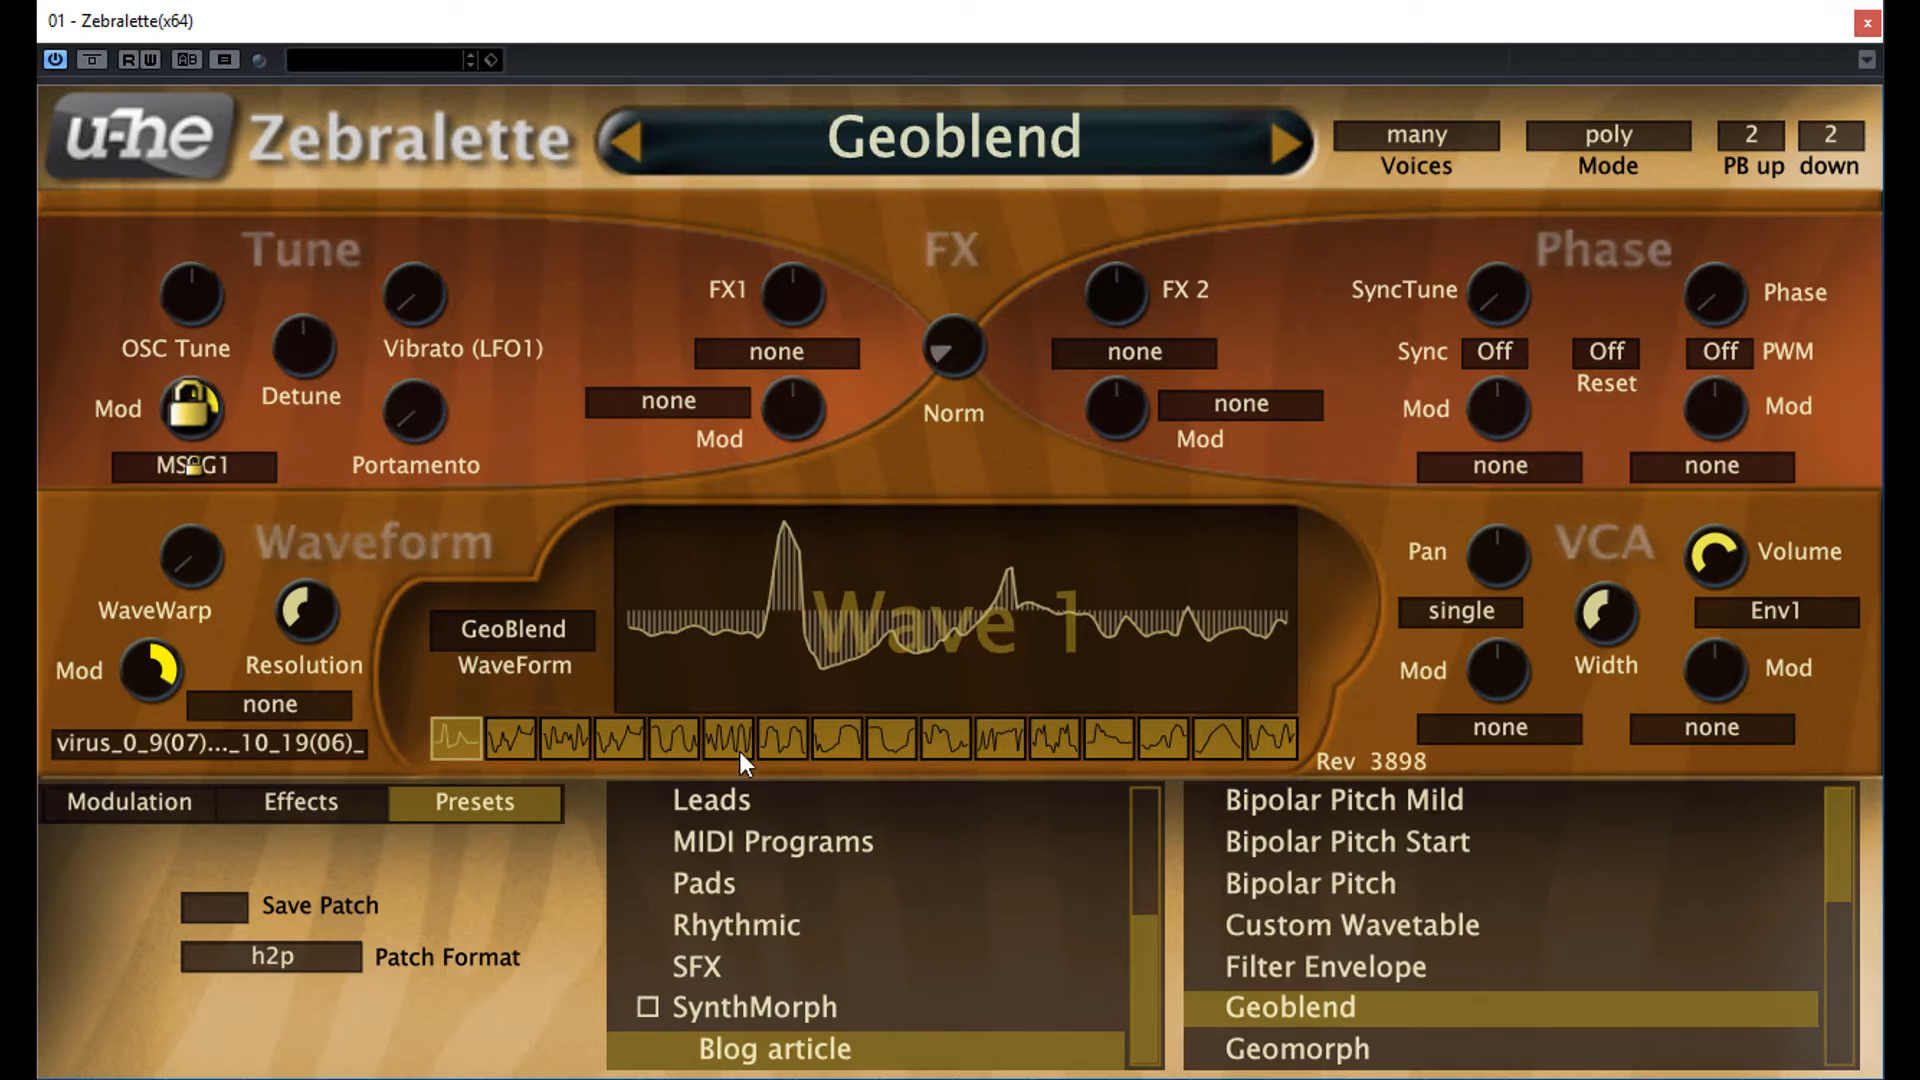 01 - Zebralette(x64)
R W AB
u-he Zebralette Geoblend many poly 2 2
Voices Mode PB up down
Tune FX Phase
FX1 FX 2 SyncTune Phase
OSC Tune Vibrato (LFO1) none none Sync Off Off Off PWM
Reset
Mod Detune none none Mod Mod
Norm
Mod Mod
Portamento none none
Waveform VCA
Pan Volume
WaveWarp GeoBlend Wave 1 single Env1
WaveForm
Mod Resolution Mod Width Mod
none none none
virus_0_9(07)..._10_19(06)_
Rev 3898
Modulation Effects Presets Leads Bipolar Pitch Mild
MIDI Programs Bipolar Pitch Start
Pads Bipolar Pitch
Save Patch Rhythmic Custom Wavetable
h2p Patch Format SFX Filter Envelope
SynthMorph Geoblend
Blog article Geomorph